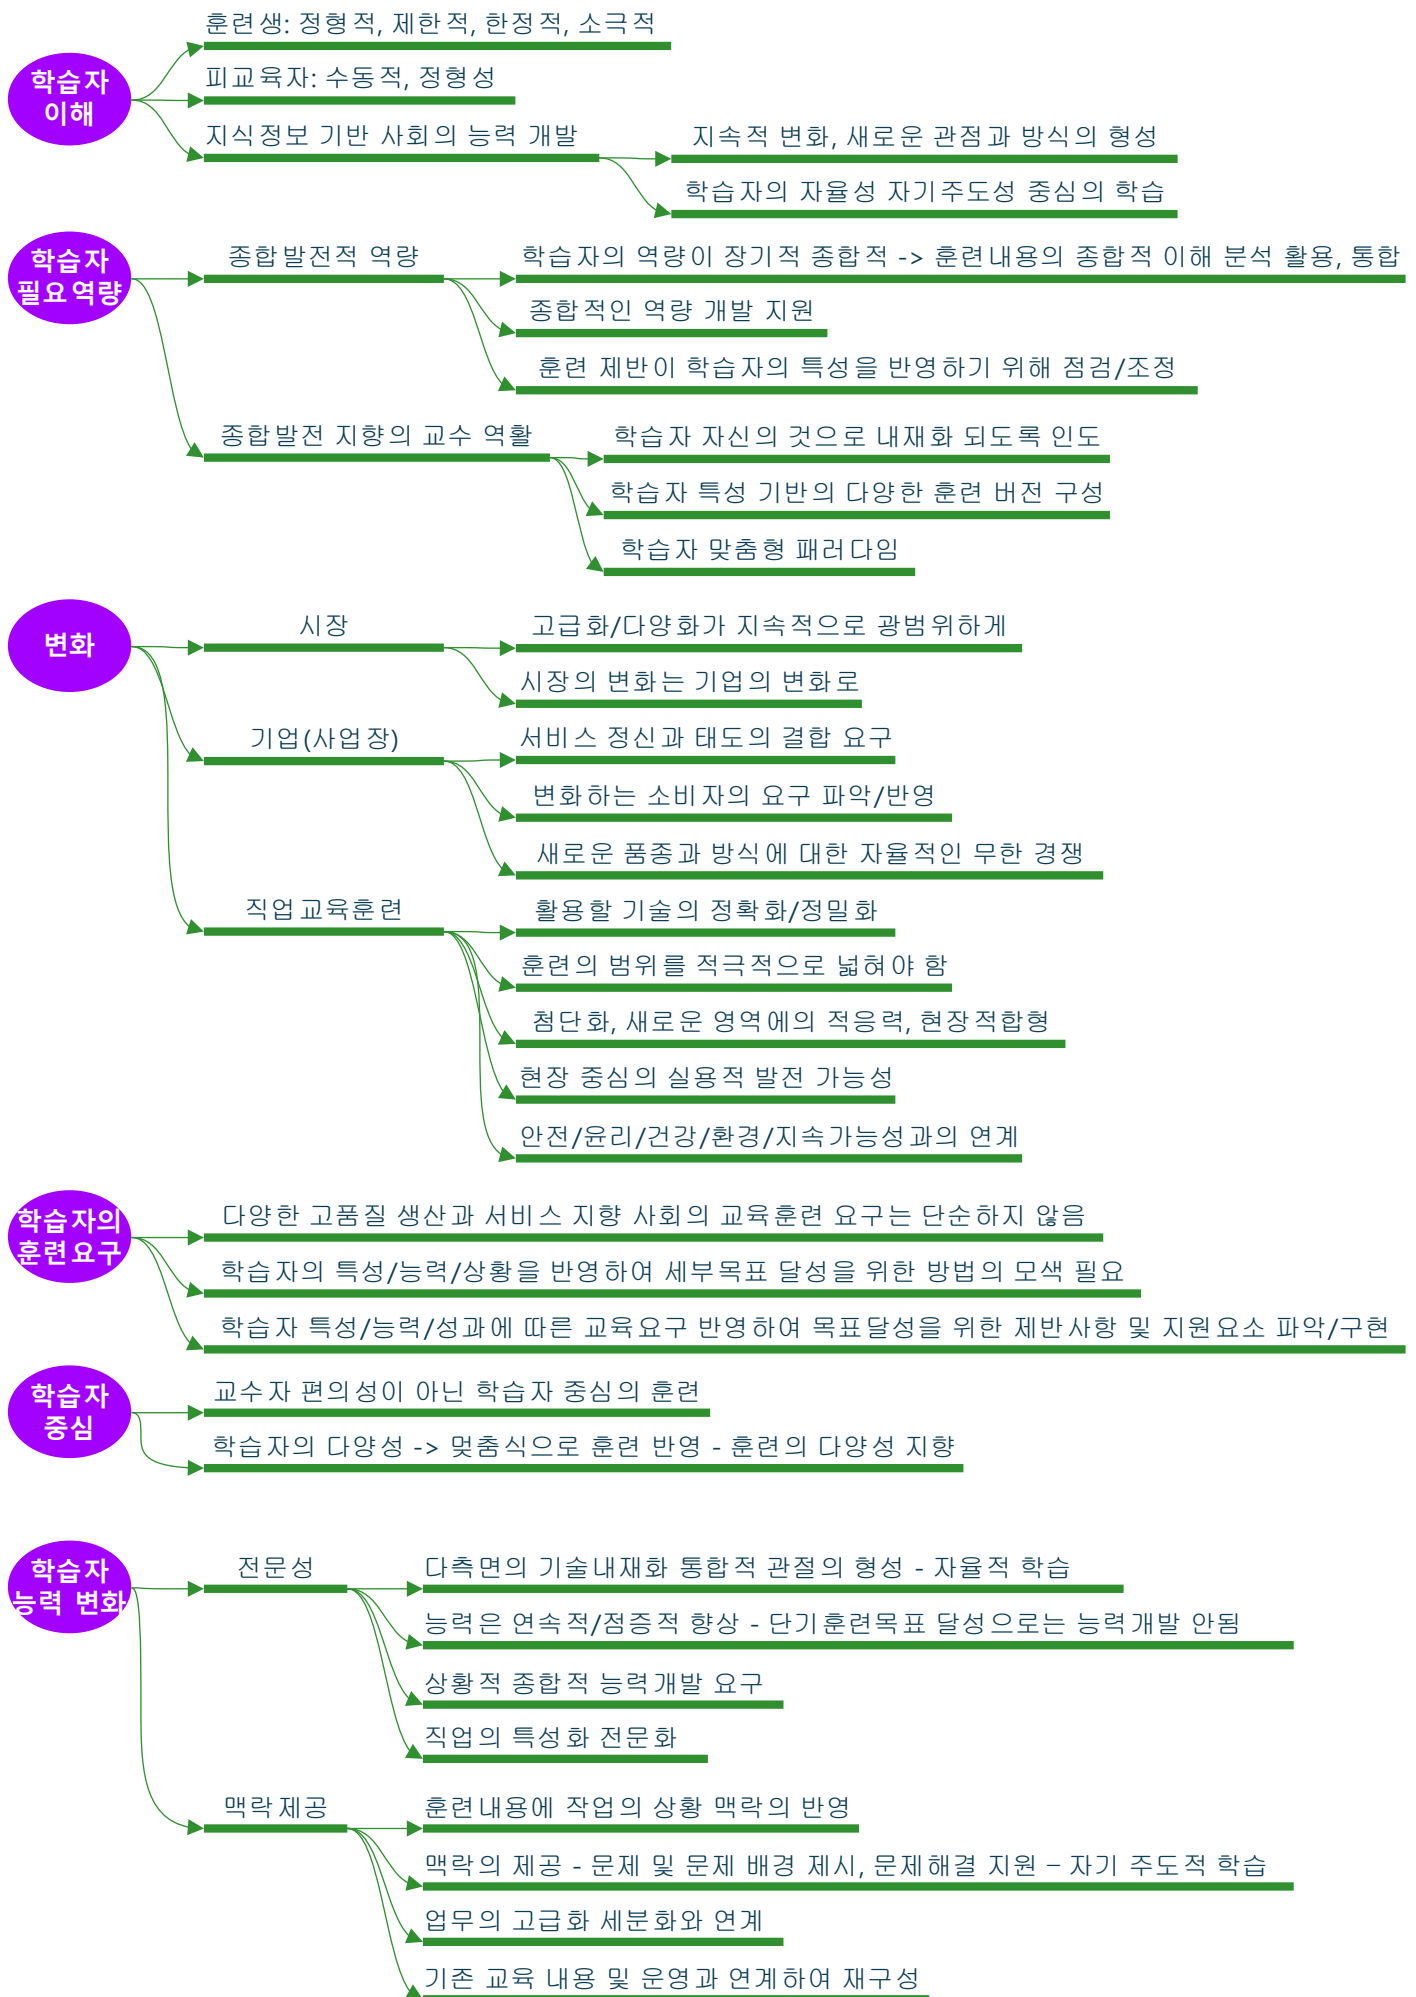 학습자
이해
훈련생: 정형적, 제한적, 한정적, 소극적
피교육자: 수동적, 정형성
지식정보 기반 사회의 능력 개발
지속적 변화, 새로운 관점과 방식의 형성
학습자의 자율성 자기주도성 중심의 학습
학습자
필요역량
종합발전적 역량
학습자의 역량이 장기적 종합적 -> 훈련내용의 종합적 이해 분석 활용, 통합
종합적인 역량 개발 지원
훈련 제반이 학습자의 특성을 반영하기 위해 점검/조정
종합발전 지향의 교수 역활
학습자 자신의 것으로 내재화 되도록 인도
학습자 특성 기반의 다양한 훈련 버전 구성
학습자 맞춤형 패러다임
변화
시장
고급화/다양화가 지속적으로 광범위하게
시장의 변화는 기업의 변화로
기업(사업장)
서비스 정신과 태도의 결합 요구
변화하는 소비자의 요구 파악/반영
새로운 품종과 방식에 대한 자율적인 무한 경쟁
직업교육훈련
활용할 기술의 정확화/정밀화
훈련의 범위를 적극적으로 넓혀야 함
첨단화, 새로운 영역에의 적응력, 현장적합형
현장 중심의 실용적 발전 가능성
안전/윤리/건강/환경/지속가능성과의 연계
학습자의
훈련요구
다양한 고품질 생산과 서비스 지향 사회의 교육훈련 요구는 단순하지 않음
학습자의 특성/능력/상황을 반영하여 세부목표 달성을 위한 방법의 모색 필요
학습자 특성/능력/성과에 따른 교육요구 반영하여 목표달성을 위한 제반사항 및 지원요소 파악/구현
학습자
중심
교수자 편의성이 아닌 학습자 중심의 훈련
학습자의 다양성 -> 멎춤식으로 훈련 반영 - 훈련의 다양성 지향
학습자
능력 변화
전문성
다측면의 기술내재화 통합적 관절의 형성 - 자율적 학습
능력은 연속적/점증적 향상 - 단기훈련목표 달성으로는 능력개발 안됨
상황적 종합적 능력개발 요구
직업의 특성화 전문화
맥락제공
훈련내용에 작업의 상황 맥락의 반영
맥락의 제공 - 문제 및 문제 배경 제시, 문제해결 지원 – 자기 주도적 학습
업무의 고급화 세분화와 연계
기존 교육 내용 및 운영과 연계하여 재구성